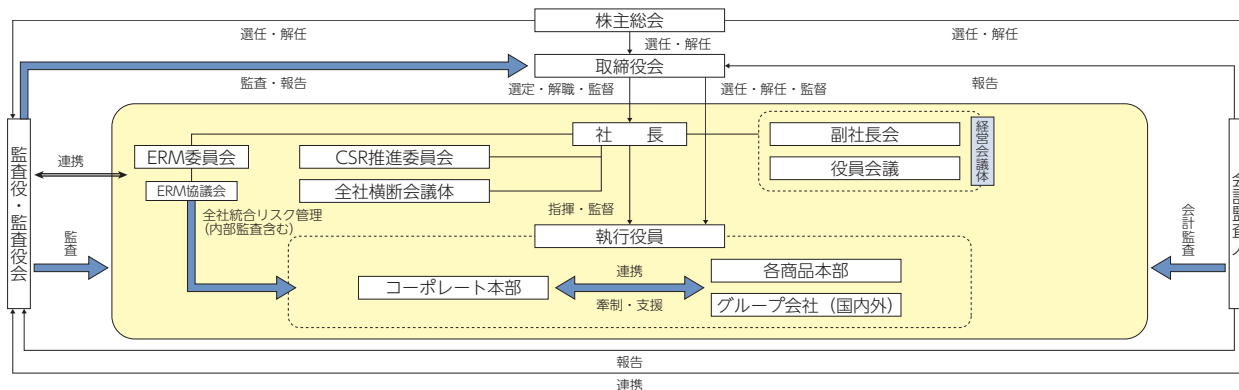 株主総会
選任・解任
選任・解任
選任・解任
取締役会
監査・報告
選定・解職・監督
選任・解任・監督
報告
社　長
副社長会
役員会議
経営会議体
監査役・監査役会
連携
ERM委員会
CSR推進委員会
ERM協議会
全社横断会議体
全社統合リスク管理
（内部監査含む）
指揮・監督
執行役員
監査
会計監査
会計監査人
コーポレート本部
連携
牽制・支援
各商品本部
グループ会社（国内外）
報告
連携